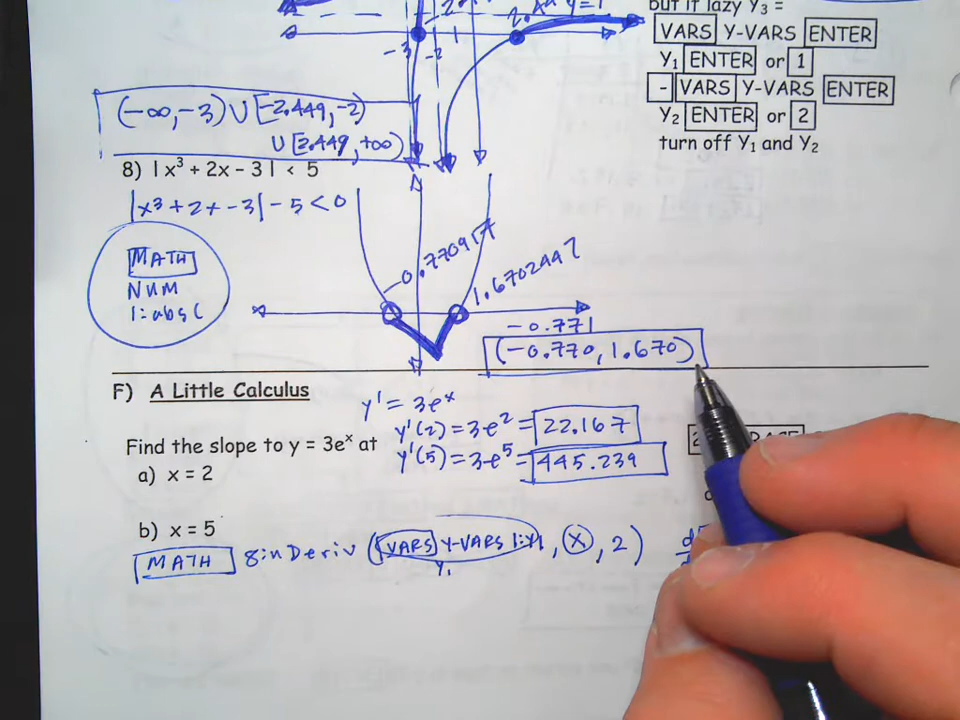 but if lazy Y₃ =
VARS Y-VARS ENTER
Y₁ ENTER or 1
- VARS Y-VARS ENTER
Y₂ ENTER or 2
turn off Y₁ and Y₂
-3 -2 1
(-∞,-3) ∪ [-2.449,-2)
∪ [2.449,+∞)
8) |x³ + 2x - 3| < 5
|x³ + 2x - 3| - 5 < 0
MATH
NUM
1:abs(
-0.770917
1.6702447
-0.771
(-0.770, 1.670)
F) A Little Calculus
y' = 3eˣ
y'(2) = 3e² = 22.167
Find the slope to y = 3eˣ at
y'(5) = 3e⁵ = 445.239
a) x = 2
b) x = 5
MATH 8:nDeriv (VARS Y-VARS 1:Y₁, X, 2)
Y₁